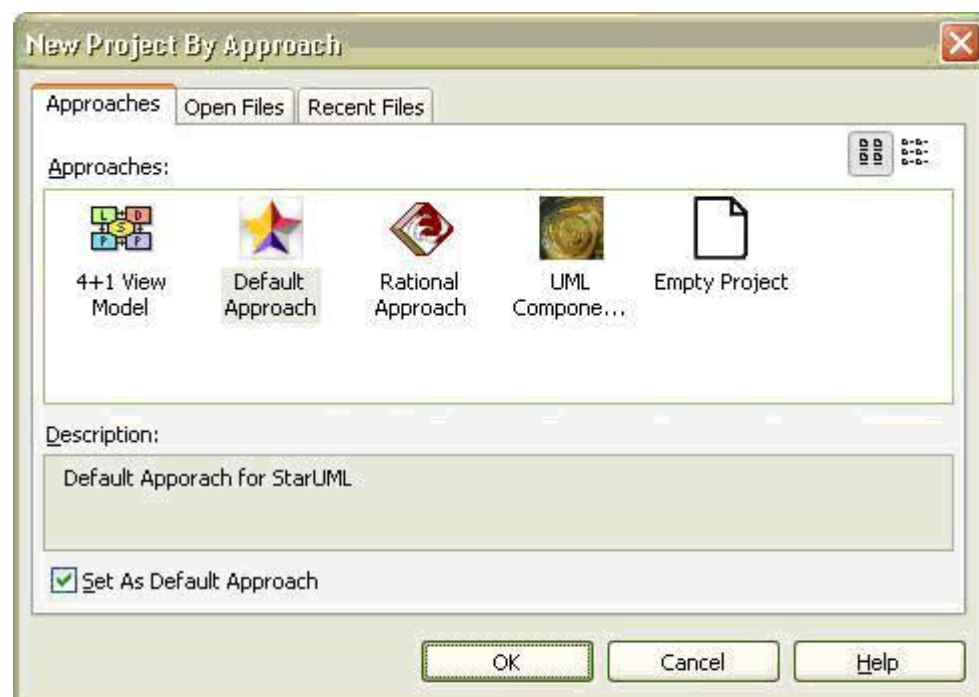 New Project By Approach
Approaches
Open Files
Recent Files
Approaches:
4+1 View
Model
Default
Approach
Rational
Approach
UML
Compone...
Empty Project
Description:
Default Apporach for StarUML
Set As Default Approach
OK
Cancel
Help